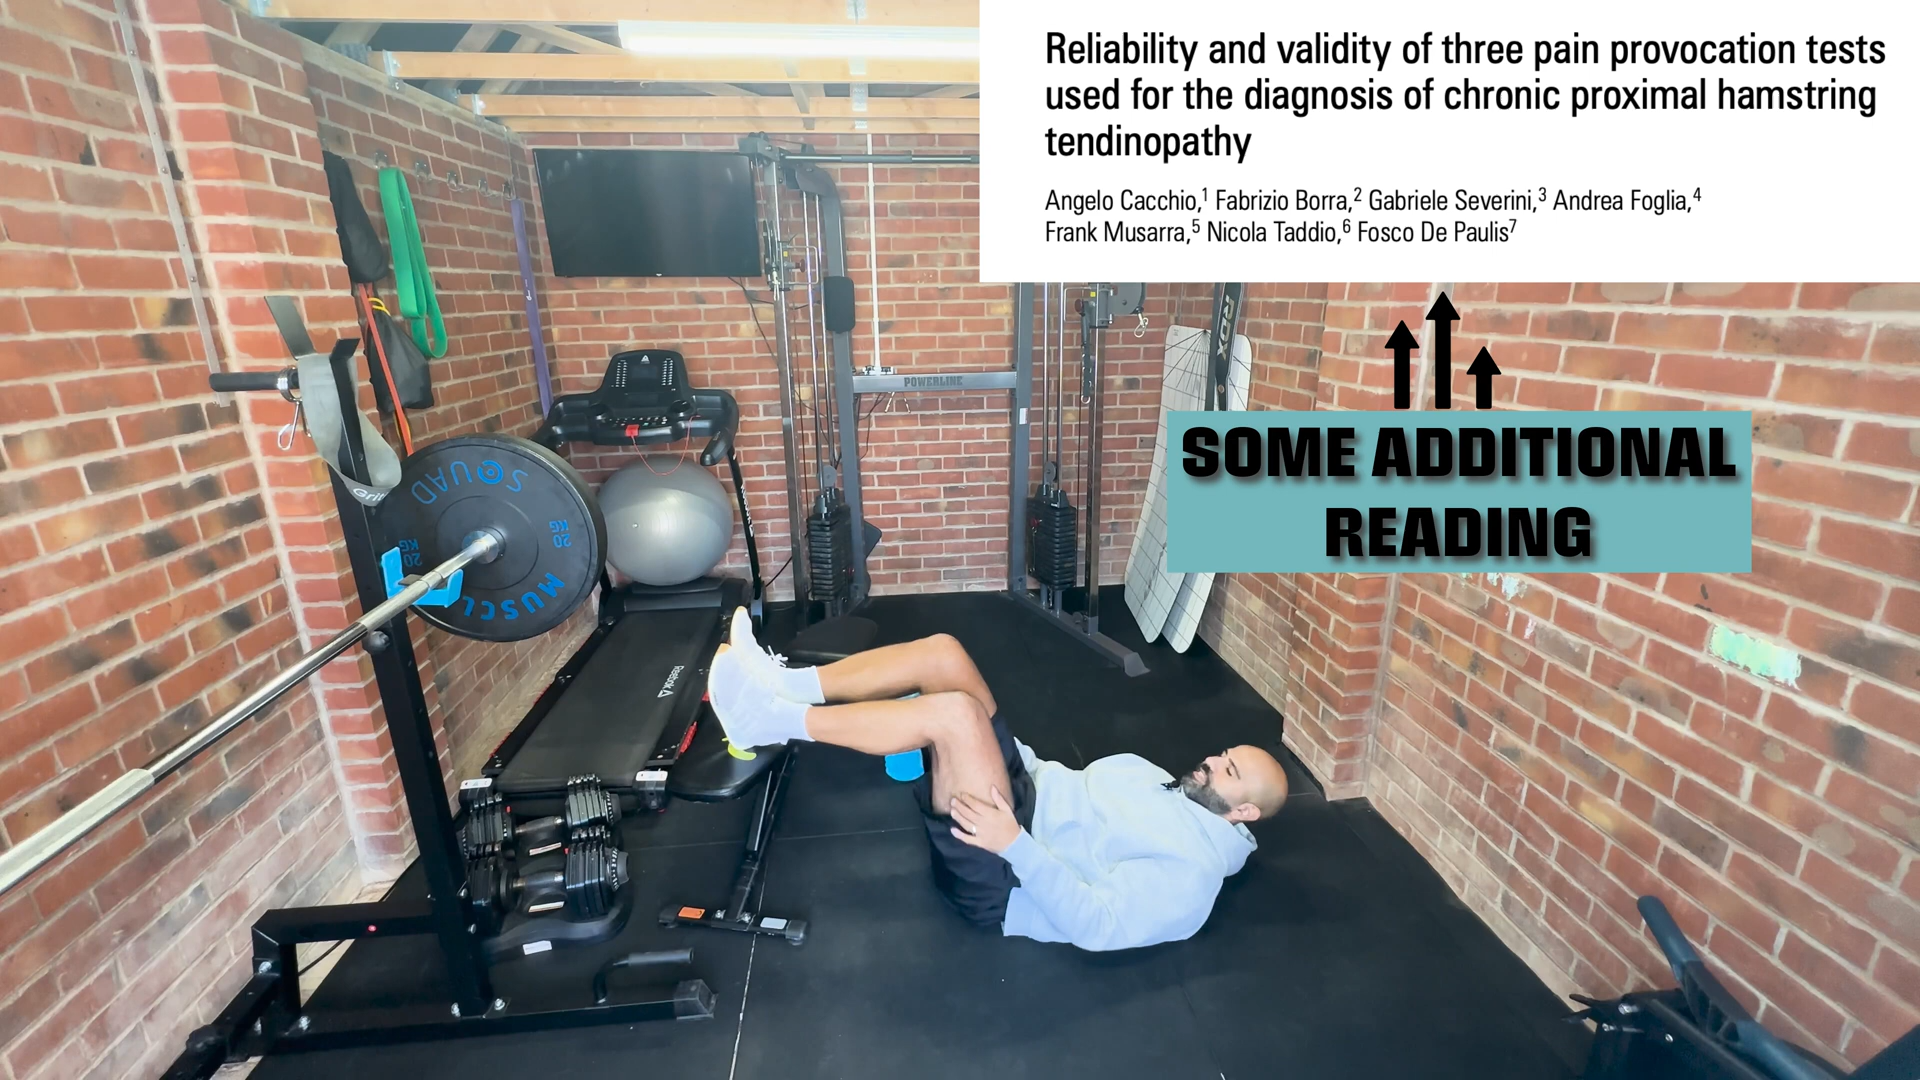 Reliability and validity of three pain provocation tests
used for the diagnosis of chronic proximal hamstring
tendinopathy
Angelo Cacchio,1 Fabrizio Borra,2 Gabriele Severini,3 Andrea Foglia,4
Frank Musarra,5 Nicola Taddio,6 Fosco De Paulis7
SOME ADDITIONAL
READING
RDX
POWERLINE
SQUAD
20
KG
20
KG
MUSCL
Grit
Reebok